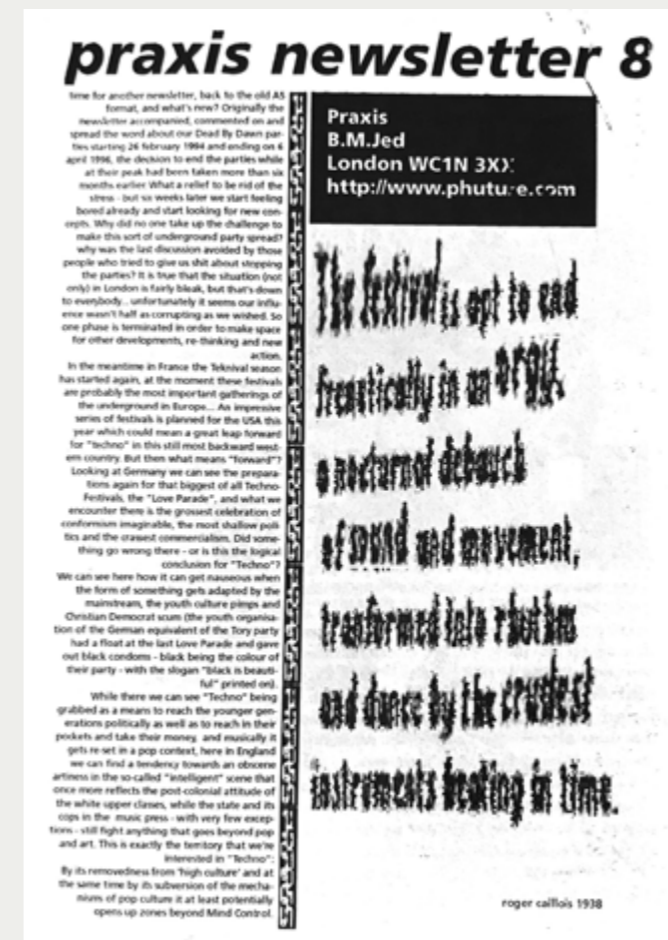 praxis newsletter 8
time for another newsletter, back to the old A5
format, and what's new? Originally the
newsletter accompanied, commented on and
spread the word about our Dead By Dawn par-
ties starting 26 february 1994 and ending on 6
april 1996, the decision to end the parties while
at their peak had been taken more than six
months earlier. What a relief to be rid of the
stress - but six weeks later we start feeling
bored already and start looking for new con-
cepts. Why did no one take up the challenge to
make this sort of underground party spread?
why was the last discussion avoided by those
people who tried to give us shit about stopping
the parties? It is true that the situation (not
only) in London is fairly bleak, but that's down
to everybody.. unfortunately it seems our influ-
ence wasn't half as corrupting as we wished. So
one phase is terminated in order to make space
for other developments, re-thinking and new
action.
In the meantime in France the Teknival season
has started again, at the moment these festivals
are probably the most important gatherings of
the underground in Europe... An impressive
series of festivals is planned for the USA this
year which could mean a great leap forward
for "techno" in this still most backward west-
ern country. But then what means "forward"?
Looking at Germany we can see the prepara-
tions again for that biggest of all Techno-
Festivals, the "Love Parade", and what we
encounter there is the grossest celebration of
conformism imaginable, the most shallow poli-
tics and the crassest commercialism. Did some-
thing go wrong there - or is this the logical
conclusion for "Techno"?
We can see here how it can get nauseous when
the form of something gets adapted by the
mainstream, the youth culture pimps and
Christian Democrat scum (the youth organisa-
tion of the German equivalent of the Tory party
had a float at the last Love Parade and gave
out black condoms - black being the colour of
their party - with the slogan "black is beauti-
ful" printed on).
While there we can see "Techno" being
grabbed as a means to reach the younger gen-
erations politically as well as to reach in their
pockets and take their money, and musically it
gets re-set in a pop context, here in England
we can find a tendency towards an obscene
artiness in the so-called "intelligent" scene that
once more reflects the post-colonial attitude of
the white upper classes, while the state and its
cops in the music press - with very few excep-
tions - still fight anything that goes beyond pop
and art. This is exactly the territory that we're
interested in "Techno":
By its removedness from 'high culture' and at
the same time by its subversion of the mecha-
nisms of pop culture it at least potentially
opens up zones beyond Mind Control.
Praxis
B.M.Jed
London WC1N 3XX
http://www.phuture.com
The festival is apt to end
frenetically in an orgy,
a nocturnal debauch
of sound and movement,
transformed into rhythm
and dance by the crudest
instruments beating in time.
roger caillois 1938